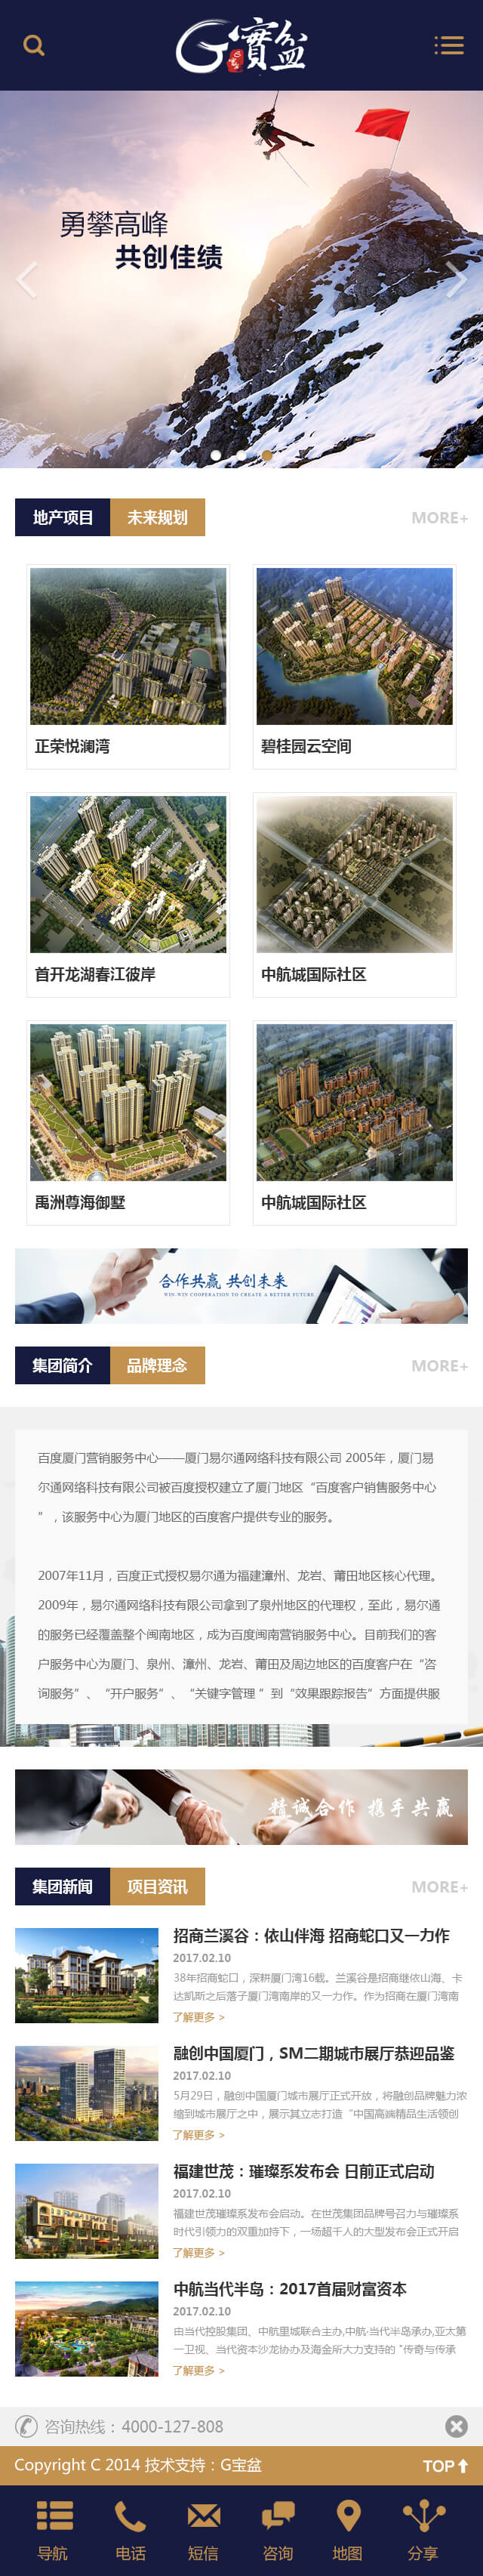 G寶盆
勇攀高峰
共创佳绩
地产项目 未来规划 MORE+
正荣悦澜湾 碧桂园云空间
首开龙湖春江彼岸 中航城国际社区
禹洲尊海御墅 中航城国际社区
合作共赢 共创未来
WIN-WIN COOPERATION TO CREATE A BETTER FUTURE
集团简介 品牌理念 MORE+
百度厦门营销服务中心——厦门易尔通网络科技有限公司 2005年，厦门易
尔通网络科技有限公司被百度授权建立了厦门地区“百度客户销售服务中心
”，该服务中心为厦门地区的百度客户提供专业的服务。
2007年11月，百度正式授权易尔通为福建漳州、龙岩、莆田地区核心代理。
2009年，易尔通网络科技有限公司拿到了泉州地区的代理权，至此，易尔通
的服务已经覆盖整个闽南地区，成为百度闽南营销服务中心。目前我们的客
户服务中心为厦门、泉州、漳州、龙岩、莆田及周边地区的百度客户在“咨
询服务”、“开户服务”、“关键字管理“到“效果跟踪报告”方面提供服
精诚合作 携手共赢
集团新闻 项目资讯 MORE+
招商兰溪谷：依山伴海 招商蛇口又一力作
2017.02.10
38年招商蛇口，深耕厦门湾16载。兰溪谷是招商继依山海、卡
达凯斯之后落子厦门湾南岸的又一力作。作为招商在厦门湾南
了解更多 >
融创中国厦门，SM二期城市展厅恭迎品鉴
2017.02.10
5月29日，融创中国厦门城市展厅正式开放，将融创品牌魅力浓
缩到城市展厅之中，展示其立志打造“中国高端精品生活领创
了解更多 >
福建世茂：璀璨系发布会 日前正式启动
2017.02.10
福建世茂璀璨系发布会启动。在世茂集团品牌号召力与璀璨系
时代引领力的双重加持下，一场超千人的大型发布会正式开启
了解更多 >
中航当代半岛：2017首届财富资本
2017.02.10
由当代控股集团、中航里城联合主办,中航·当代半岛承办,亚太第
一卫视、当代资本沙龙协办及海金所大力支持的“传奇与传承
了解更多 >
咨询热线：4000-127-808
Copyright C 2014 技术支持：G宝盆 TOP
导航 电话 短信 咨询 地图 分享